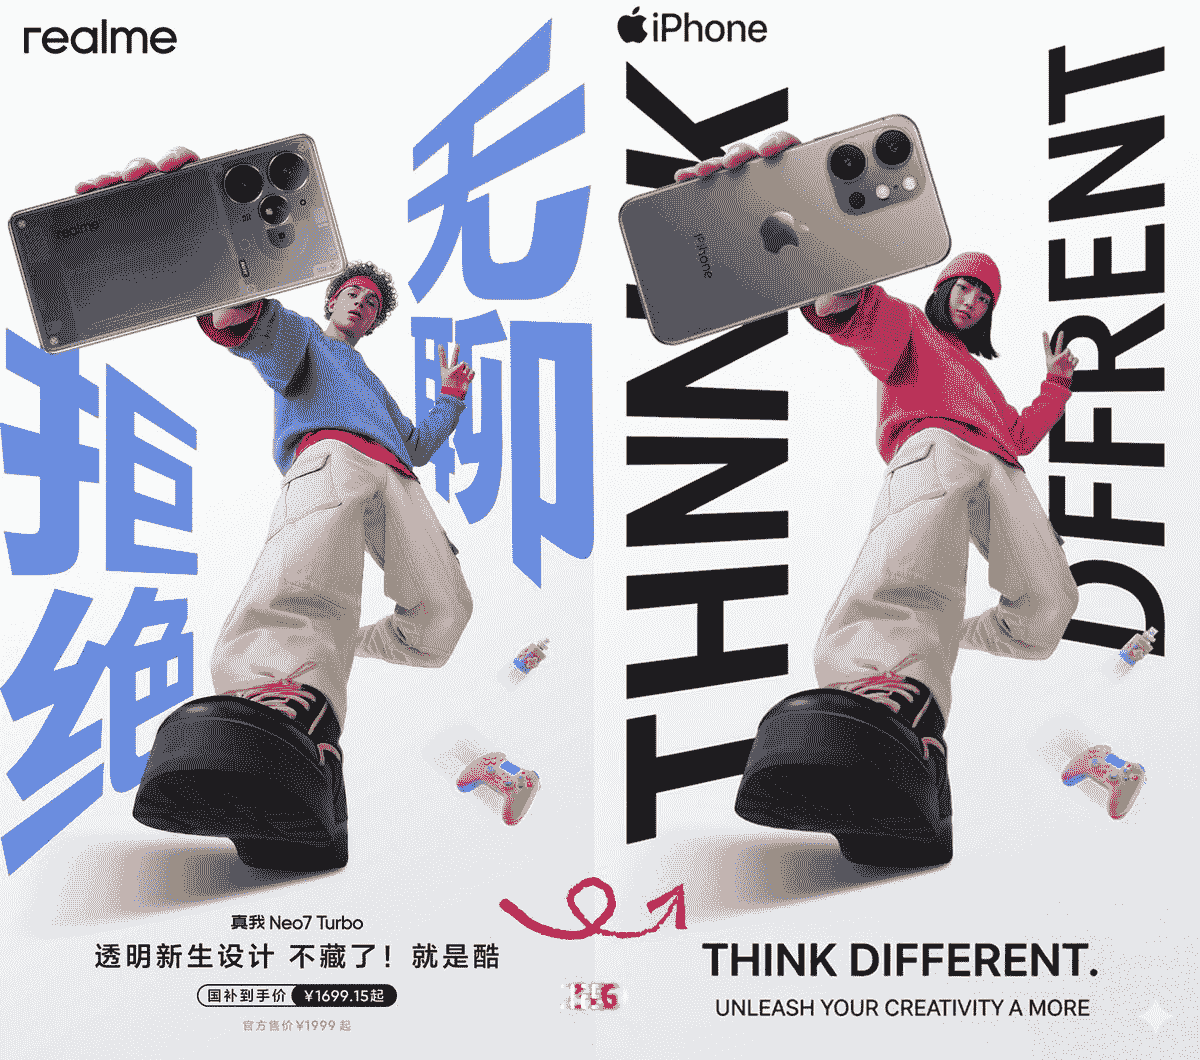 realme
realme
无聊
拒绝
真我 Neo7 Turbo
透明新生设计 不藏了！就是酷
国补到手价 ¥1699.15起
官方售价 ¥1999 起
iPhone
iPhone
THINNK
DFFRENT
THINK DIFFERENT.
UNLEASH YOUR CREATIVITY A MORE